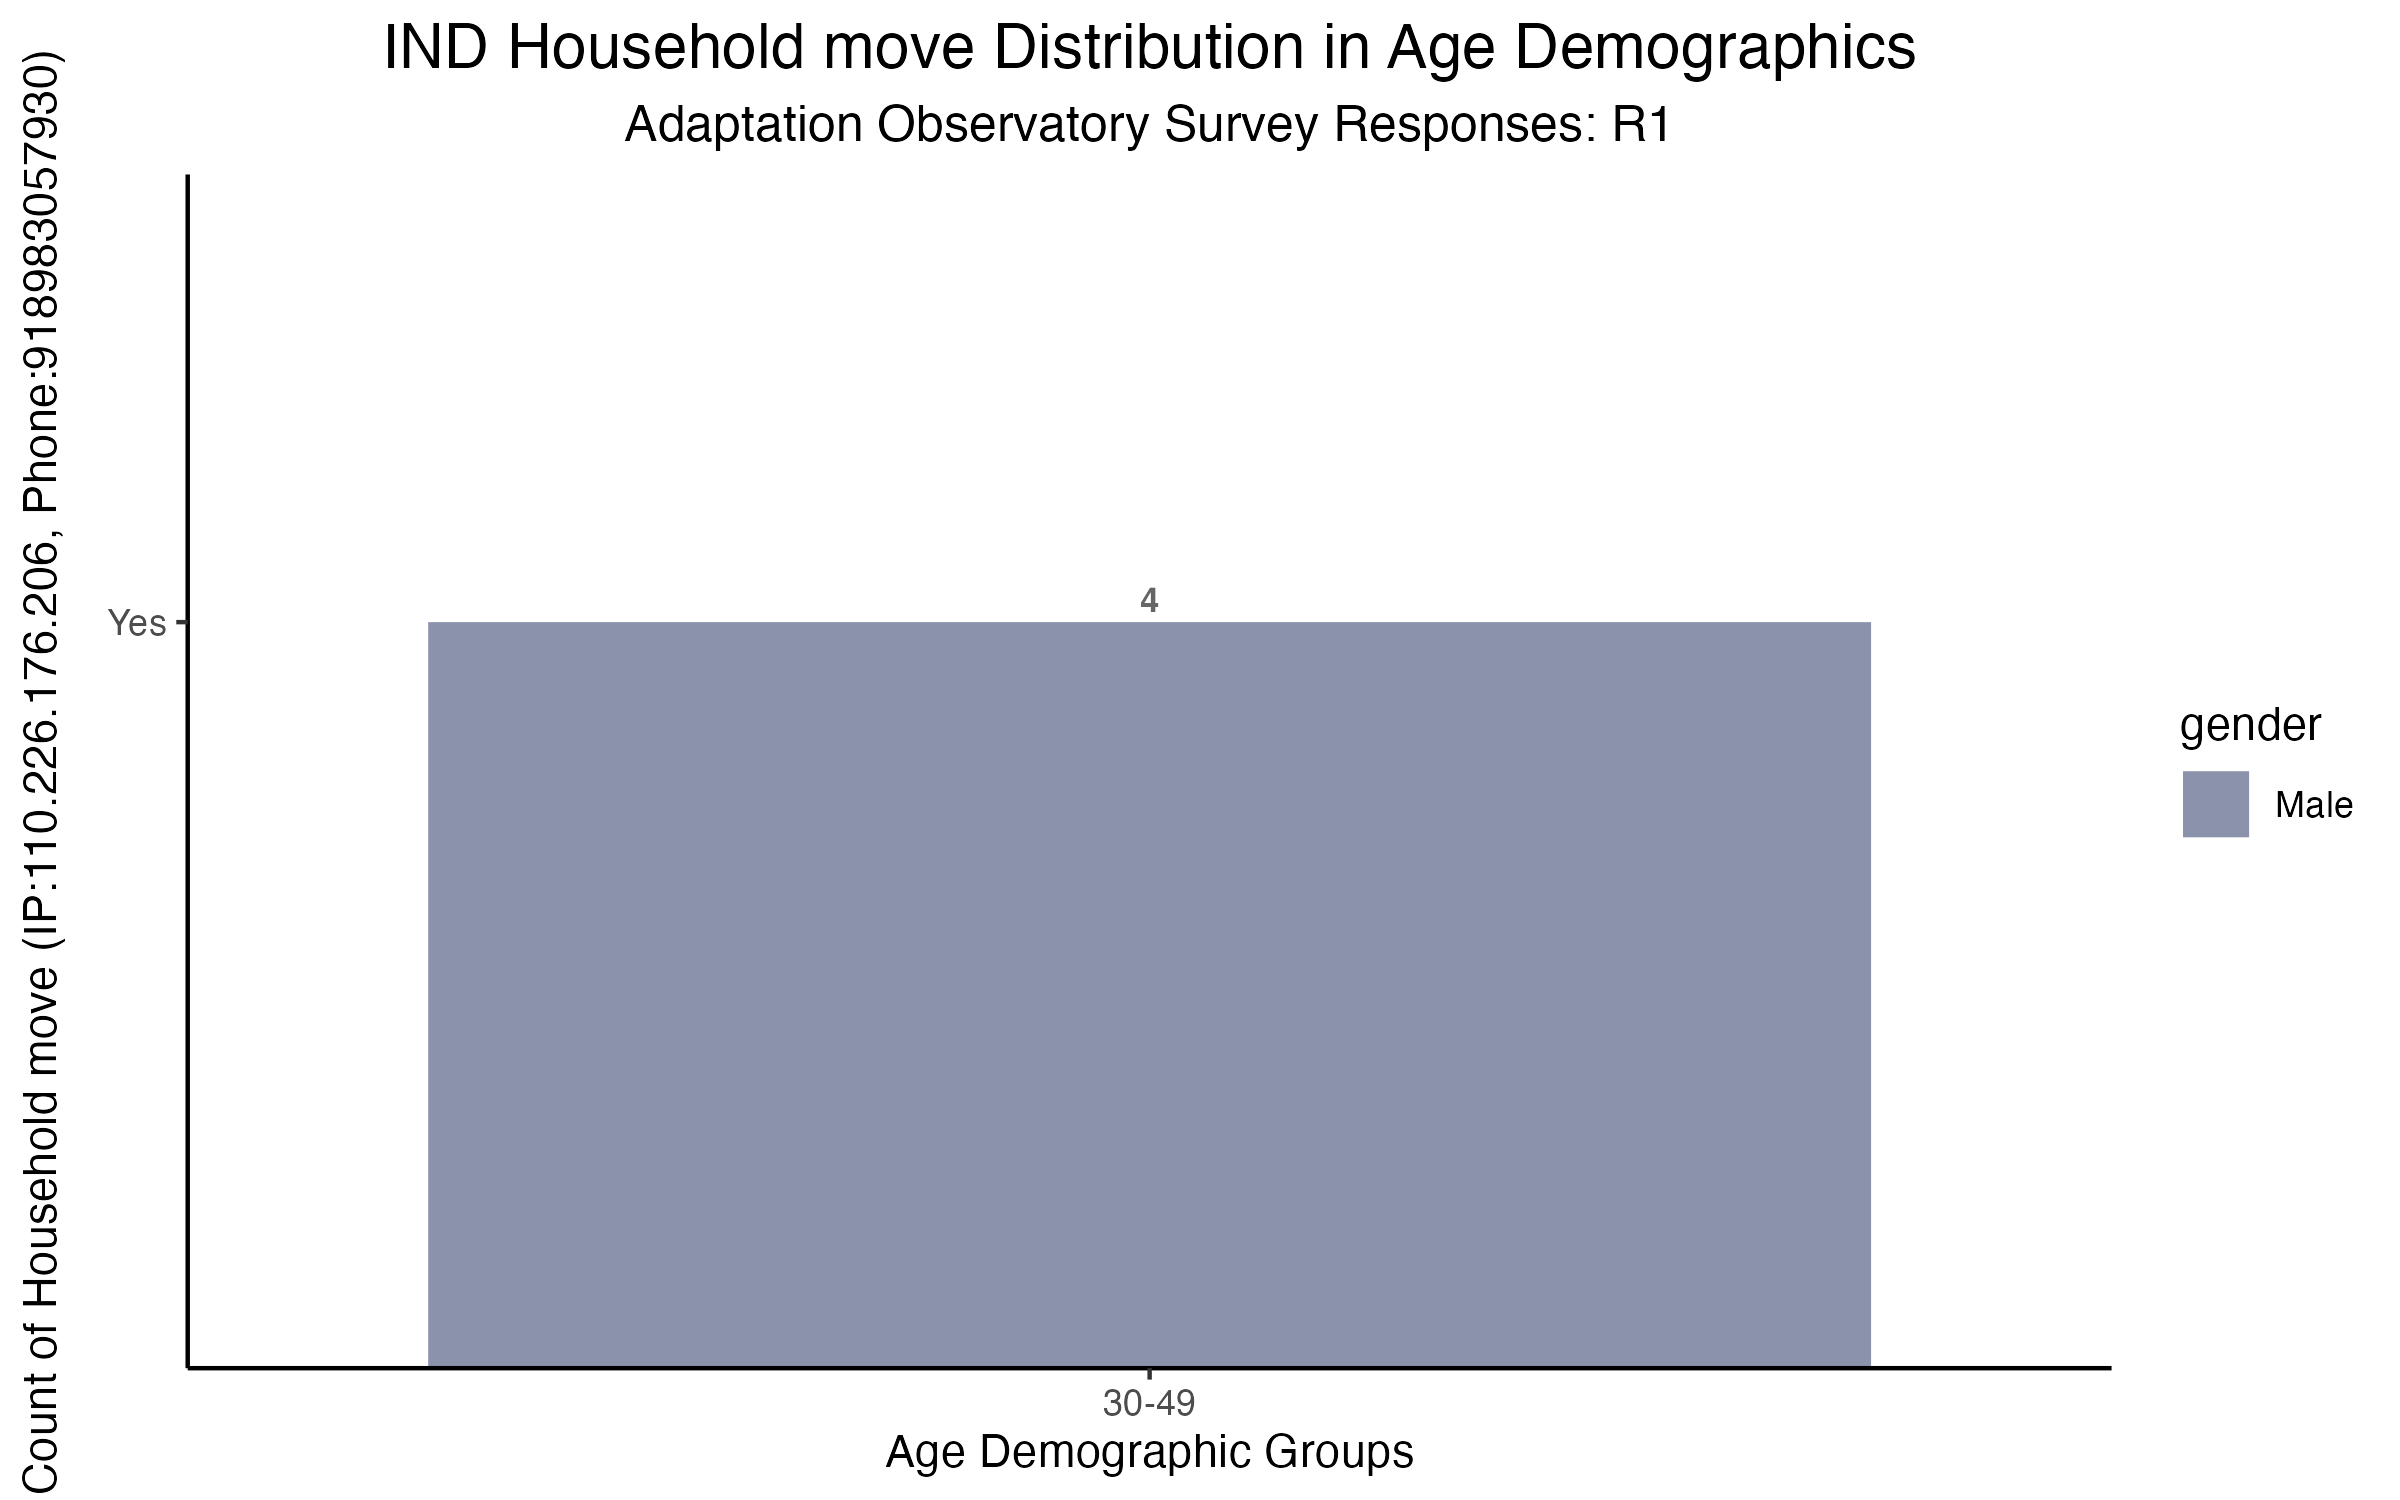 IND Household move Distribution in Age Demographics
Adaptation Observatory Survey Responses: R1
Count of Household move (IP:110.226.176.206, Phone:918983057930)
4
Yes
gender
Male
30-49
Age Demographic Groups